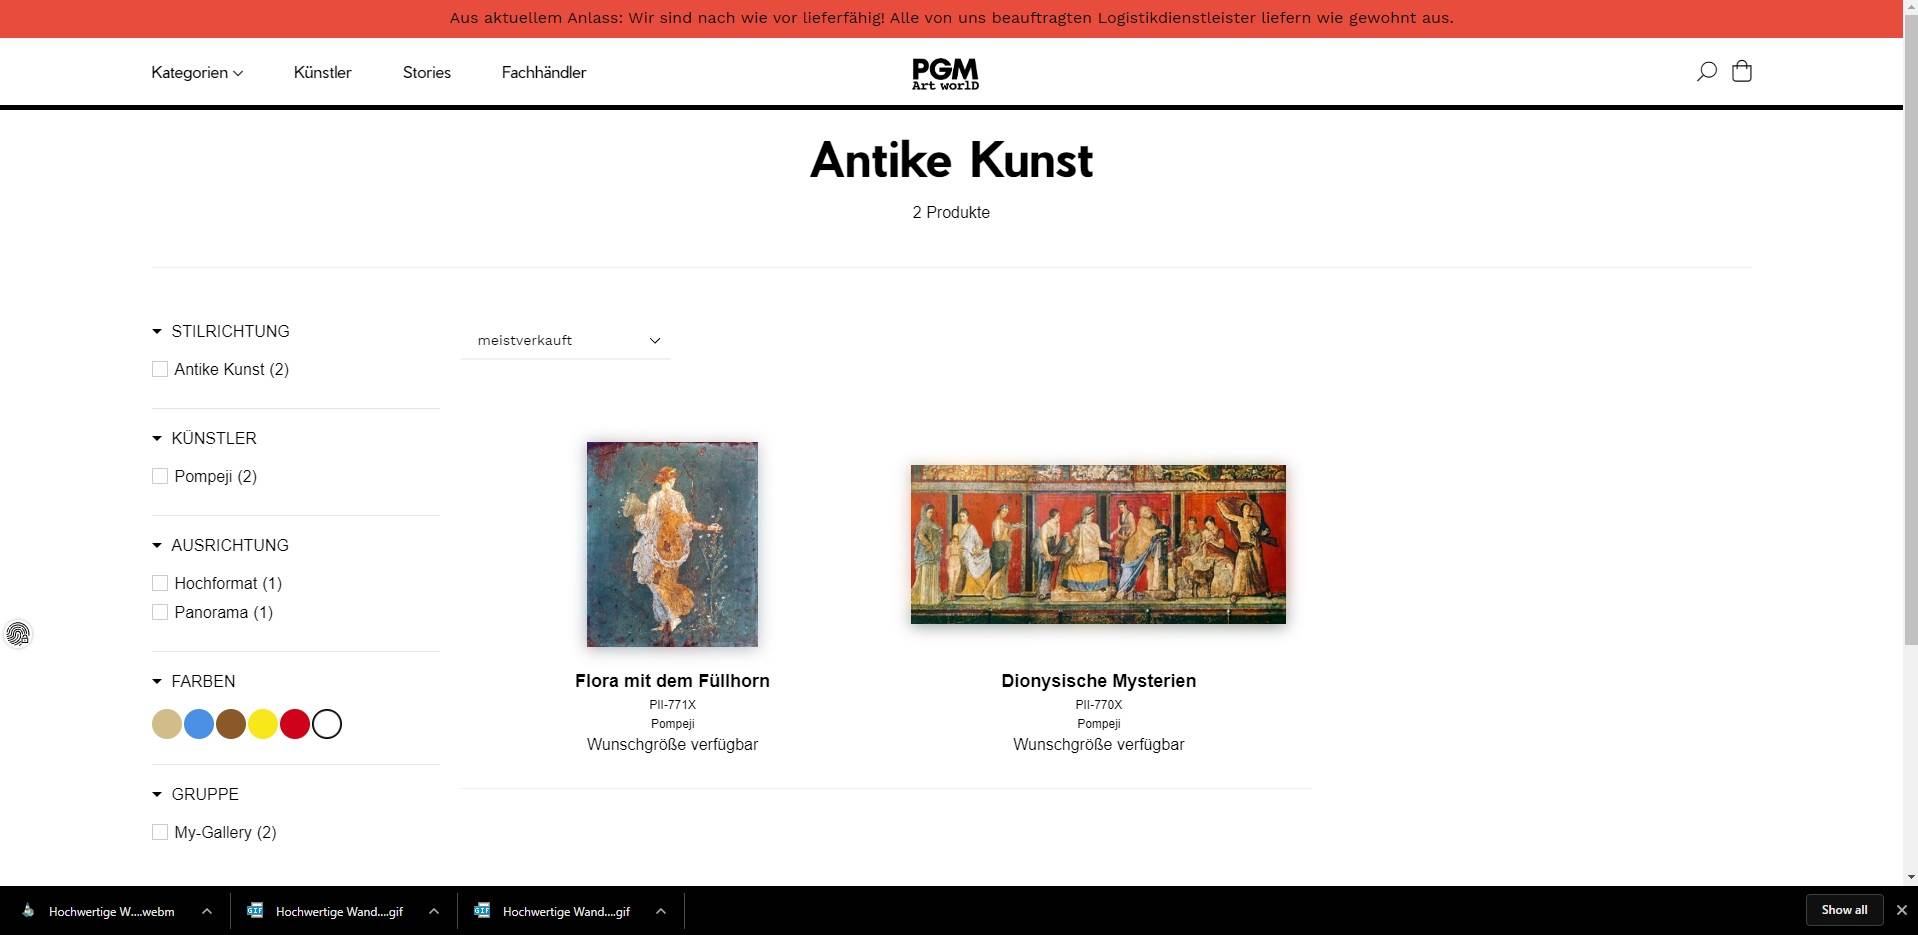 Aus aktuellem Anlass: Wir sind nach wie vor lieferfähig! Alle von uns beauftragten Logistikdienstleister liefern wie gewohnt aus.
Kategorien
Künstler
Stories
Fachhändler
PGM
Art worlD
Antike Kunst
2 Produkte
STILRICHTUNG
Antike Kunst (2)
KÜNSTLER
Pompeji (2)
AUSRICHTUNG
Hochformat (1)
Panorama (1)
FARBEN
GRUPPE
My-Gallery (2)
meistverkauft
Flora mit dem Füllhorn
PII-771X
Pompeji
Wunschgröße verfügbar
Dionysische Mysterien
PII-770X
Pompeji
Wunschgröße verfügbar
Hochwertige W....webm
GIF
Hochwertige Wand....gif
GIF
Hochwertige Wand....gif
Show all